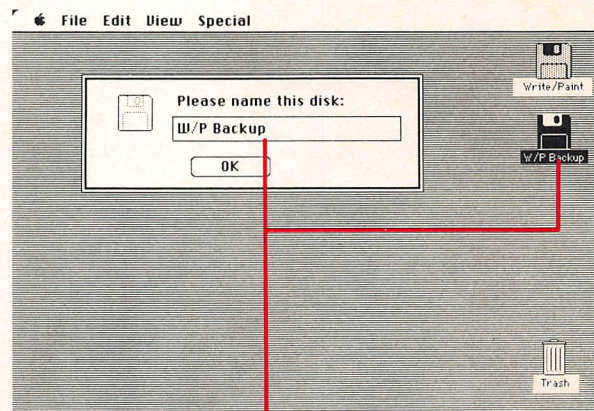 File Edit View Special
Write/Paint
Please name this disk:
W/P Backup
W/P Backup
OK
Trash